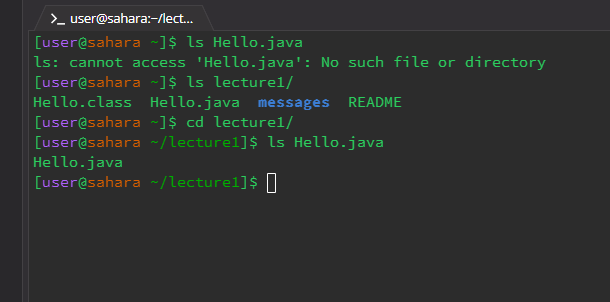 user@sahara:~/lect...
[user@sahara ~]$ ls Hello.java
ls: cannot access 'Hello.java': No such file or directory
[user@sahara ~]$ ls lecture1/
Hello.class  Hello.java  messages  README
[user@sahara ~]$ cd lecture1/
[user@sahara ~/lecture1]$ ls Hello.java
Hello.java
[user@sahara ~/lecture1]$